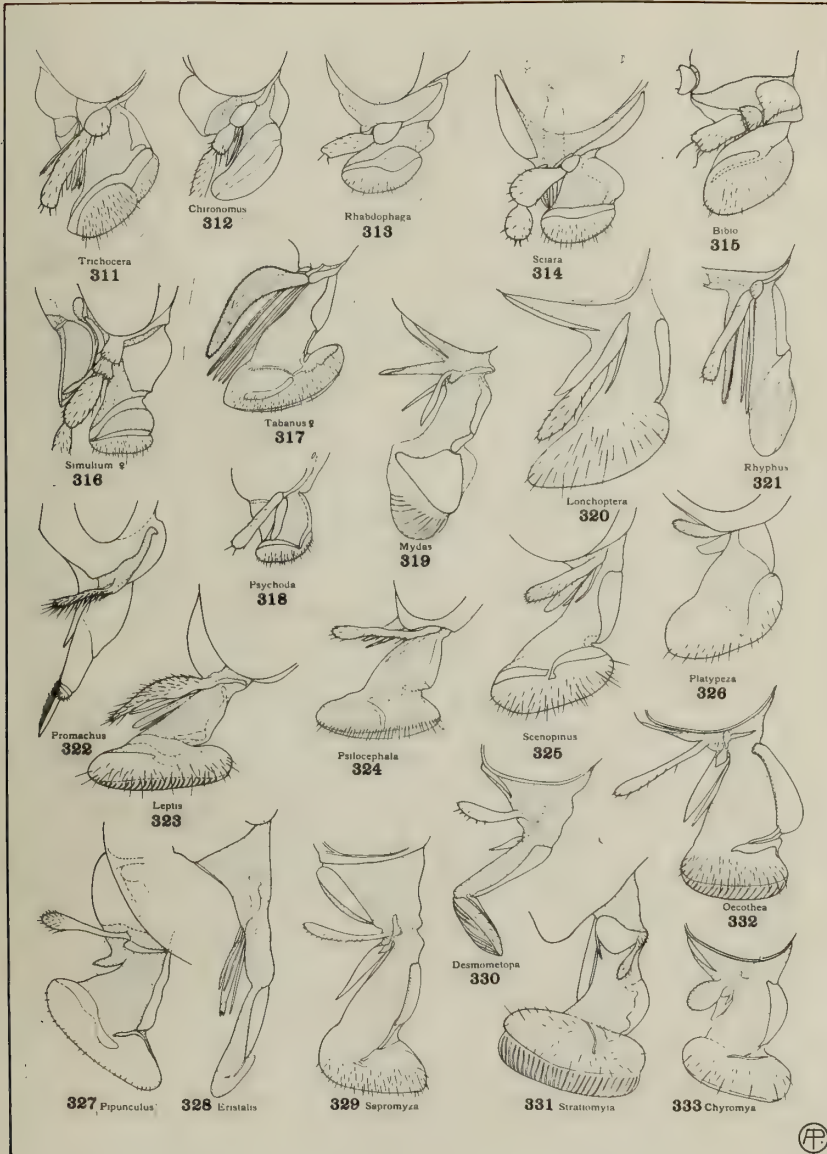 Trichocera
311
Chironomus
312
Rhabdophaga
313
Sciara
314
Bibio
315
Simulium ♀
316
Tabanus ♀
317
Psychoda
318
Mydas
319
Lonchoptera
320
Rhyphus
321
Promachus
322
Leptis
323
Psilocephala
324
Scenopinus
325
Platypeza
326
Oecothea
332
Desmometopa
330
327 Pipunculus
328 Eristalis
329 Sapromyza
331 Stratiomyia
333 Chyromya
AP